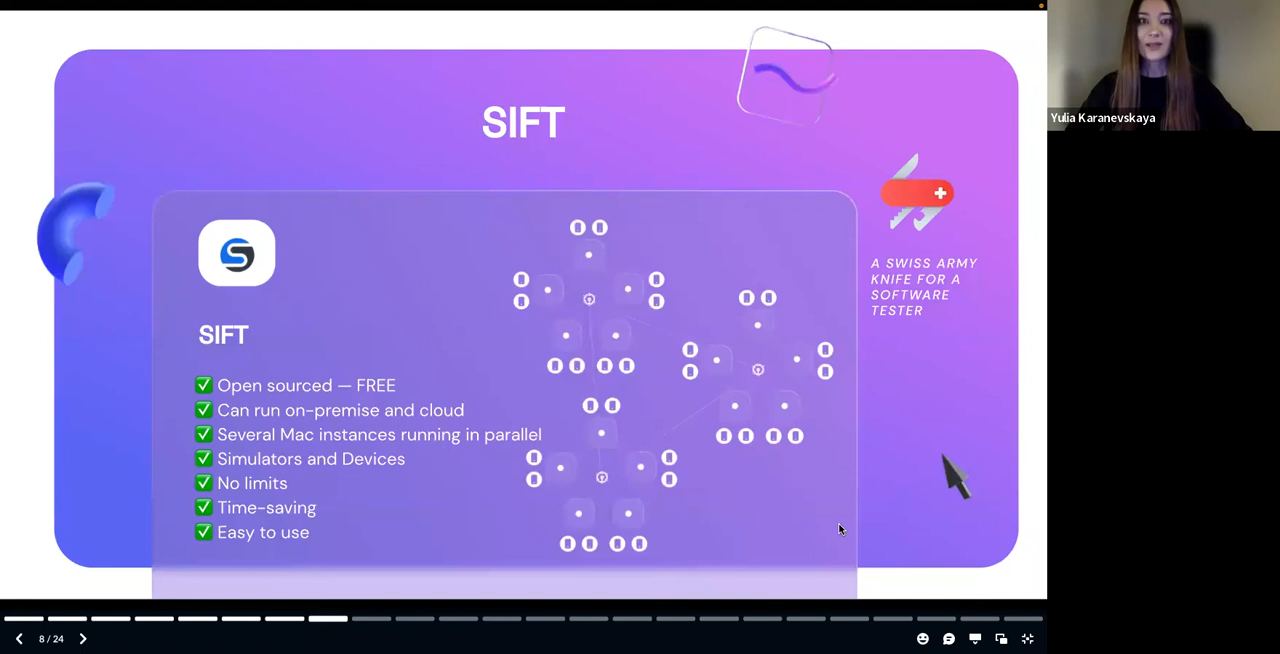 SIFT
A SWISS ARMY
KNIFE FOR A
SOFTWARE
TESTER
SIFT
✅ Open sourced — FREE
✅ Can run on-premise and cloud
✅ Several Mac instances running in parallel
✅ Simulators and Devices
✅ No limits
✅ Time-saving
✅ Easy to use
Yulia Karanevskaya
8 / 24